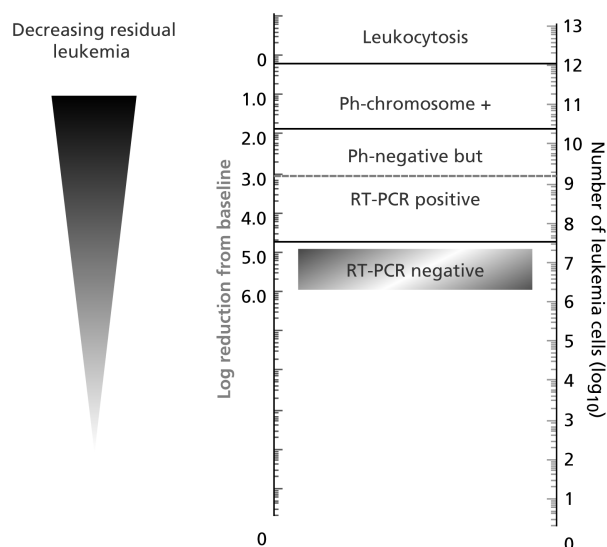 Decreasing residual
leukemia
Log reduction from baseline
0
1.0
2.0
3.0
4.0
5.0
6.0
0
Leukocytosis
Ph-chromosome +
Ph-negative but
RT-PCR positive
RT-PCR negative
13
12
11
10
9
8
7
6
5
4
3
2
1
0
Number of leukemia cells (log10)